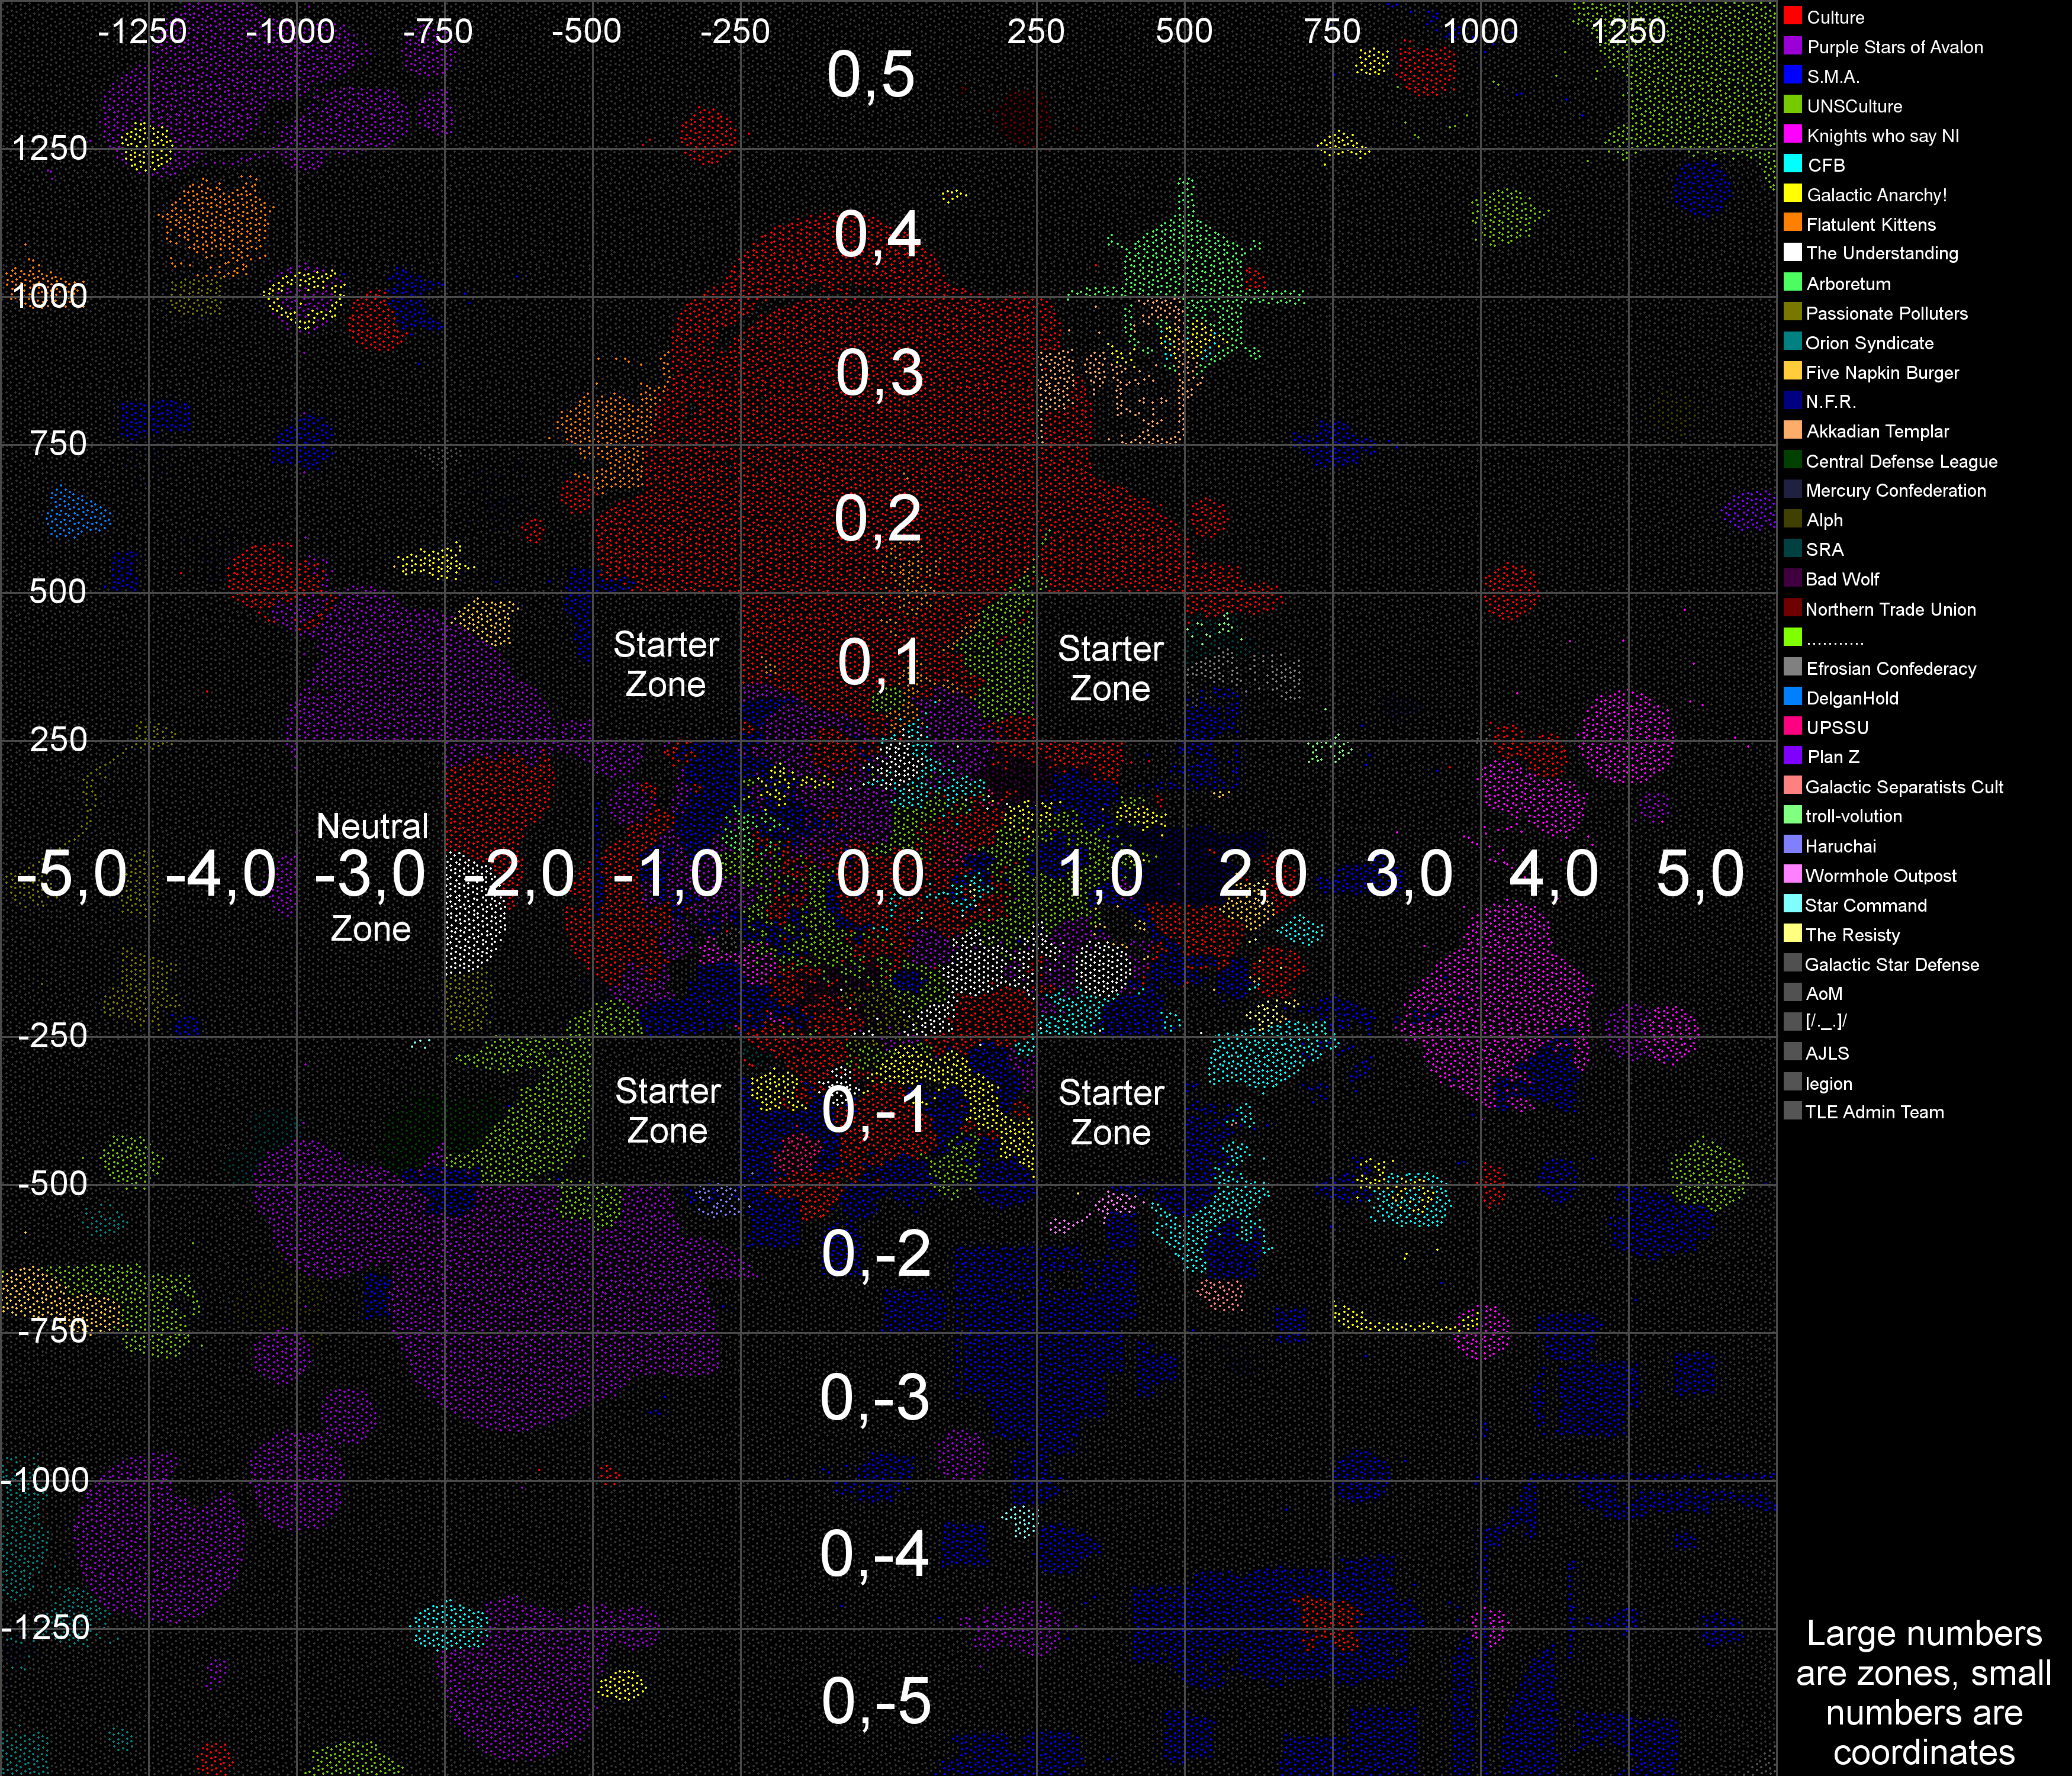 -1250 -1000 -750 -500 -250 250 500 750 1000 1250
0,5
1250
0,4
1000
0,3
750
0,2
500
Starter
Zone
0,1
Starter
Zone
250
Neutral
-5,0 -4,0 -3,0 -2,0 -1,0 0,0 1,0 2,0 3,0 4,0 5,0
Zone
-250
Starter
Zone
0,-1
Starter
Zone
-500
0,-2
-750
0,-3
-1000
0,-4
-1250
0,-5
Culture
Purple Stars of Avalon
S.M.A.
UNSCulture
Knights who say NI
CFB
Galactic Anarchy!
Flatulent Kittens
The Understanding
Arboretum
Passionate Polluters
Orion Syndicate
Five Napkin Burger
N.F.R.
Akkadian Templar
Central Defense League
Mercury Confederation
Alph
SRA
Bad Wolf
Northern Trade Union
...........
Efrosian Confederacy
DelganHold
UPSSU
Plan Z
Galactic Separatists Cult
troll-volution
Haruchai
Wormhole Outpost
Star Command
The Resisty
Galactic Star Defense
AoM
[/._.]/
AJLS
legion
TLE Admin Team
Large numbers
are zones, small
numbers are
coordinates